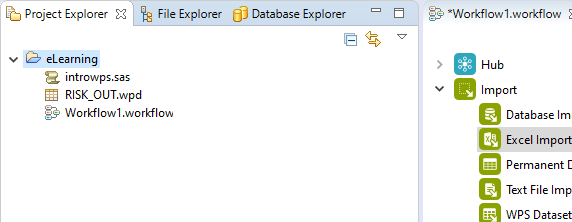 Project Explorer
File Explorer
Database Explorer
eLearning
introwps.sas
RISK_OUT.wpd
Workflow1.workflow
*Workflow1.workflow
Hub
Import
Database Im
Excel Import
Permanent D
Text File Imp
WPS Dataset